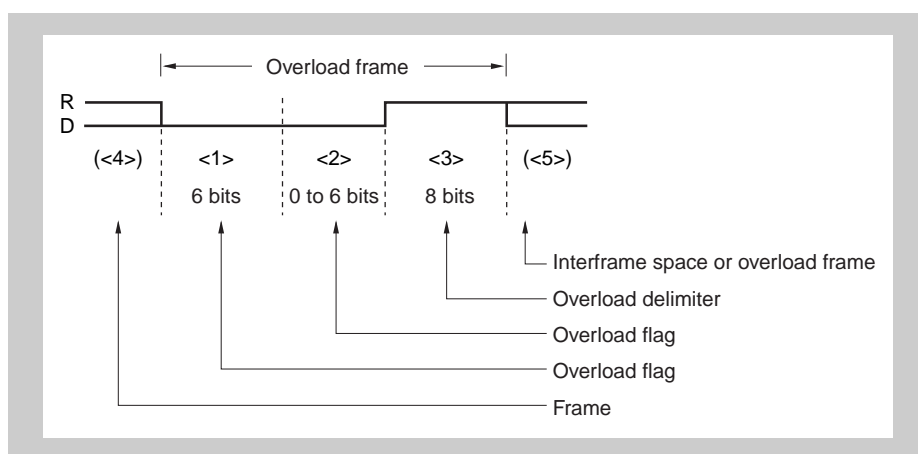 Overload frame
R
D
(<4>) <1> <2> <3> (<5>)
6 bits 0 to 6 bits 8 bits
Interframe space or overload frame
Overload delimiter
Overload flag
Overload flag
Frame